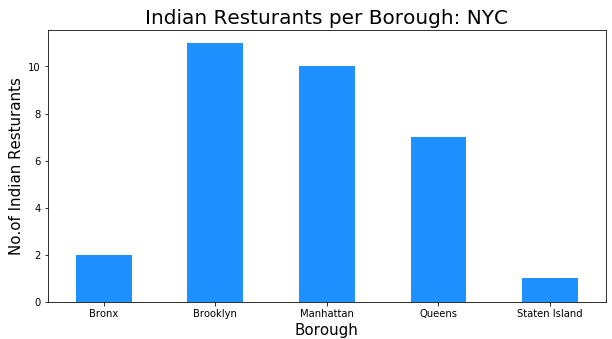 Indian Resturants per Borough: NYC
No.of Indian Resturants
10
8
6
4
2
0
Bronx Brooklyn Manhattan Queens Staten Island
Borough